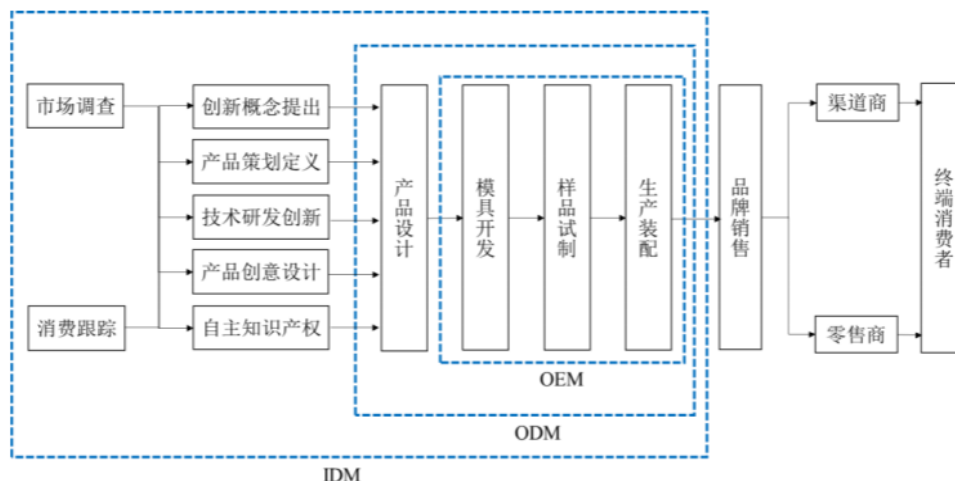 市场调查
消费跟踪
创新概念提出
产品策划定义
技术研发创新
产品创意设计
自主知识产权
产品设计
模具开发
样品试制
生产装配
品牌销售
渠道商
零售商
终端消费者
OEM
ODM
IDM